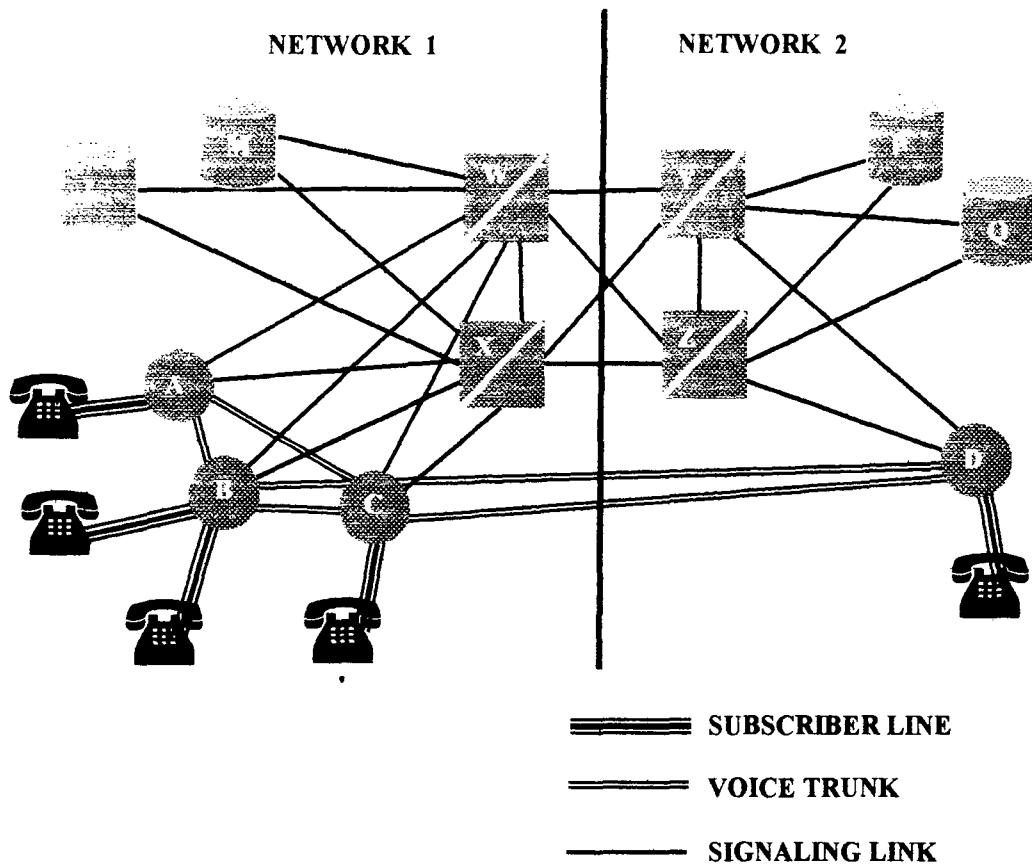 NETWORK 1
NETWORK 2
M
W
Q
X
Z
A
B
C
D
SUBSCRIBER LINE
VOICE TRUNK
SIGNALING LINK